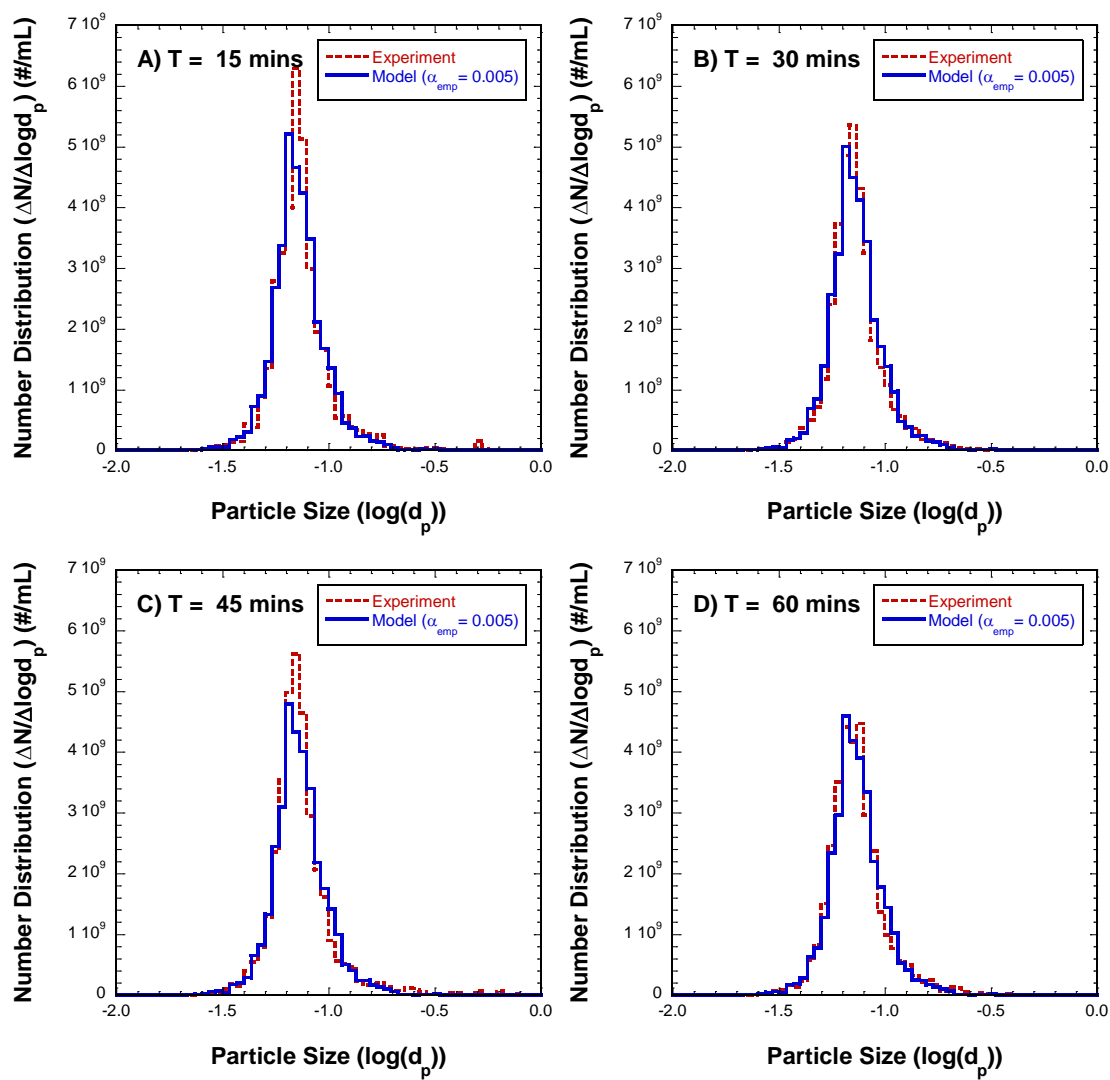 A) T =  15 mins
Experiment
Model (α_emp = 0.005)
Number Distribution (ΔN/Δlogd_p) (#/mL)
7 10^9
6 10^9
5 10^9
4 10^9
3 10^9
2 10^9
1 10^9
0
-2.0 -1.5 -1.0 -0.5 0.0
Particle Size (log(d_p))
B) T =  30 mins
Experiment
Model (α_emp = 0.005)
Number Distribution (ΔN/Δlogd_p) (#/mL)
7 10^9
6 10^9
5 10^9
4 10^9
3 10^9
2 10^9
1 10^9
0
-2.0 -1.5 -1.0 -0.5 0.0
Particle Size (log(d_p))
C) T =  45 mins
Experiment
Model (α_emp = 0.005)
Number Distribution (ΔN/Δlogd_p) (#/mL)
7 10^9
6 10^9
5 10^9
4 10^9
3 10^9
2 10^9
1 10^9
0
-2.0 -1.5 -1.0 -0.5 0.0
Particle Size (log(d_p))
D) T =  60 mins
Experiment
Model (α_emp = 0.005)
Number Distribution (ΔN/Δlogd_p) (#/mL)
7 10^9
6 10^9
5 10^9
4 10^9
3 10^9
2 10^9
1 10^9
0
-2.0 -1.5 -1.0 -0.5 0.0
Particle Size (log(d_p))